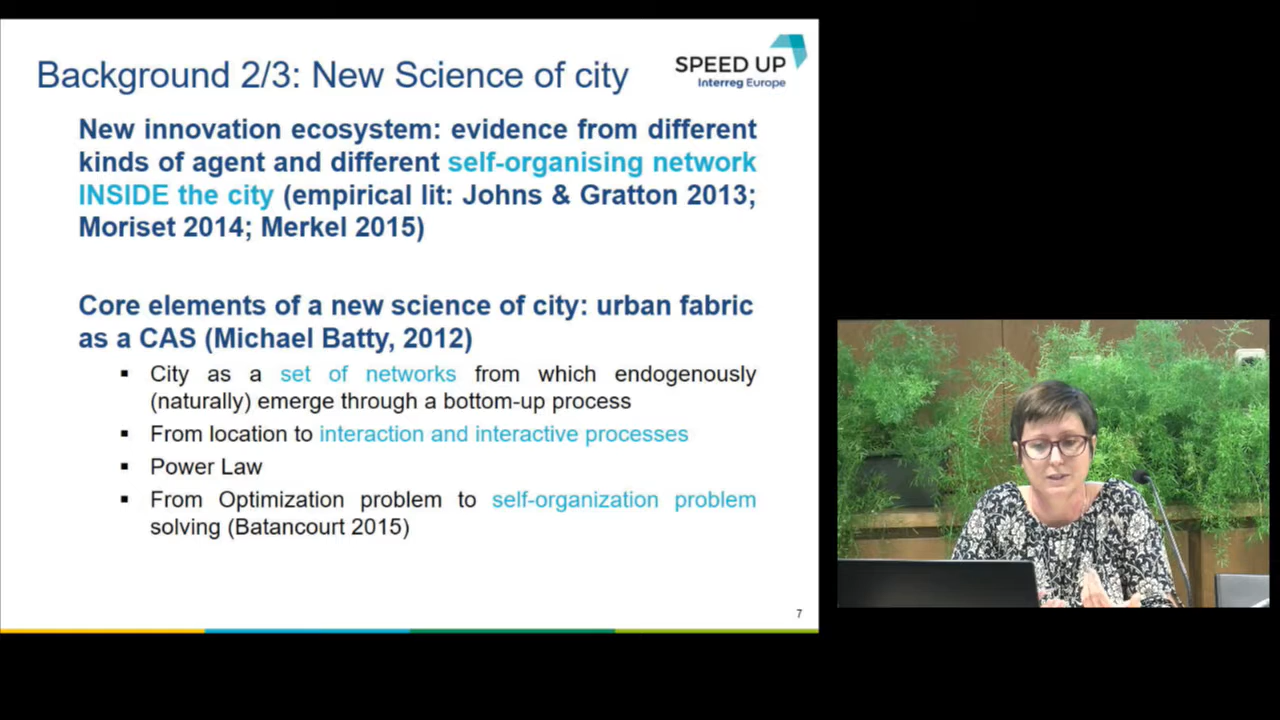 Background 2/3: New Science of city
SPEED UP
Interreg Europe
New innovation ecosystem: evidence from different
kinds of agent and different self-organising network
INSIDE the city (empirical lit: Johns & Gratton 2013;
Moriset 2014; Merkel 2015)
Core elements of a new science of city: urban fabric
as a CAS (Michael Batty, 2012)
▪ City as a set of networks from which endogenously
(naturally) emerge through a bottom-up process
▪ From location to interaction and interactive processes
▪ Power Law
▪ From Optimization problem to self-organization problem
solving (Batancourt 2015)
7